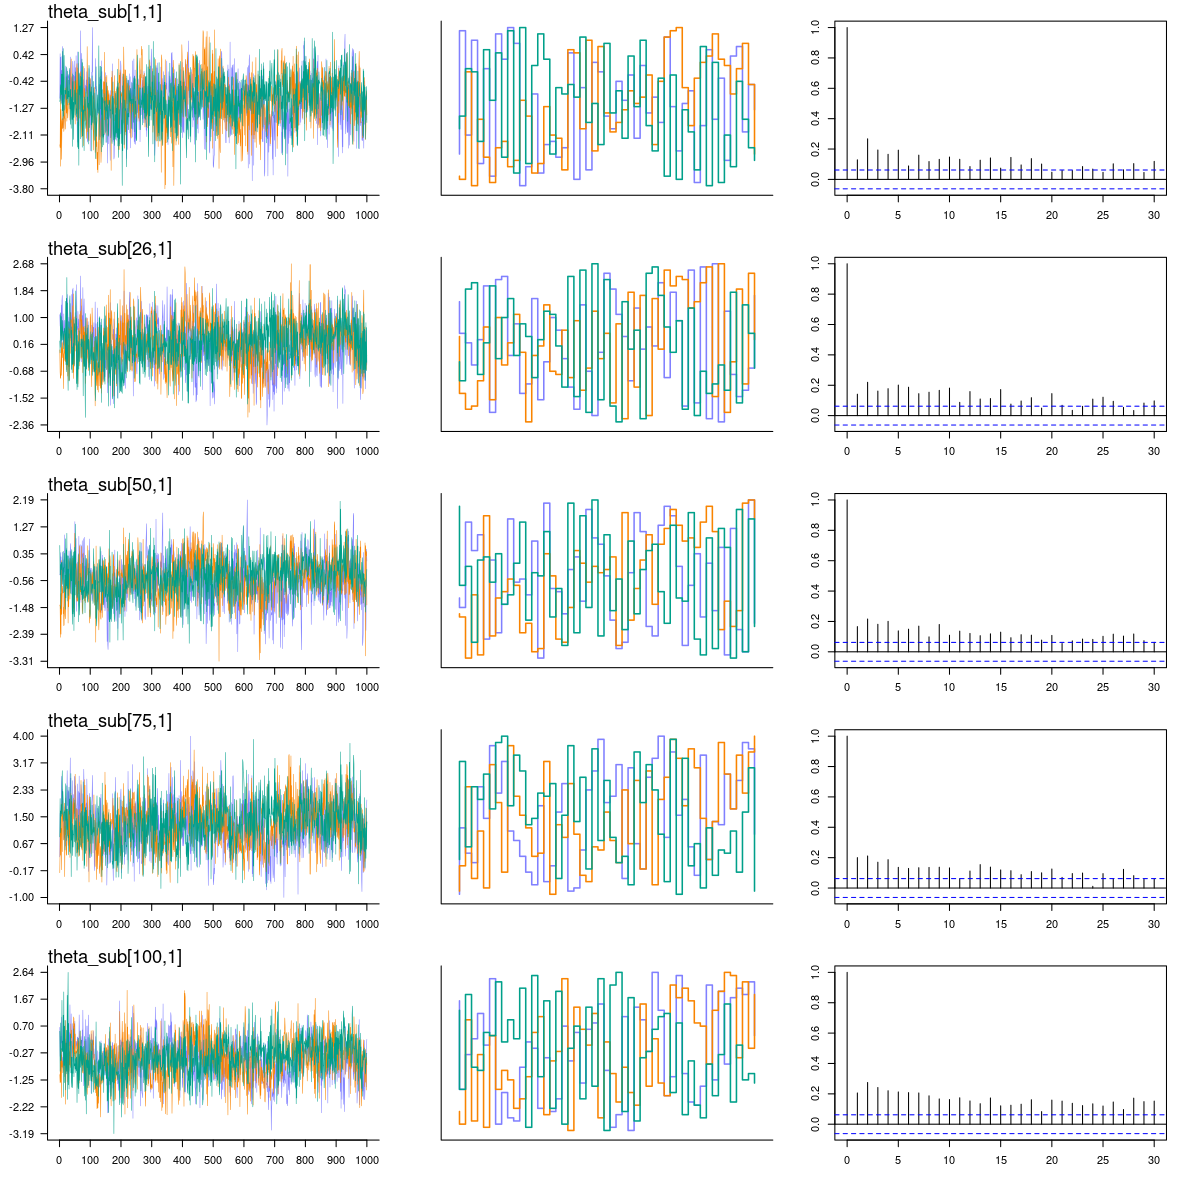 theta_sub[1,1]
1.27
0.42
-0.42
-1.27
-2.11
-2.96
-3.80
0 100 200 300 400 500 600 700 800 900 1000
0.0 0.2 0.4 0.6 0.8 1.0
0 5 10 15 20 25 30
theta_sub[26,1]
2.68
1.84
1.00
0.16
-0.68
-1.52
-2.36
0 100 200 300 400 500 600 700 800 900 1000
0.0 0.2 0.4 0.6 0.8 1.0
0 5 10 15 20 25 30
theta_sub[50,1]
2.19
1.27
0.35
-0.56
-1.48
-2.39
-3.31
0 100 200 300 400 500 600 700 800 900 1000
0.0 0.2 0.4 0.6 0.8 1.0
0 5 10 15 20 25 30
theta_sub[75,1]
4.00
3.17
2.33
1.50
0.67
-0.17
-1.00
0 100 200 300 400 500 600 700 800 900 1000
0.0 0.2 0.4 0.6 0.8 1.0
0 5 10 15 20 25 30
theta_sub[100,1]
2.64
1.67
0.70
-0.27
-1.25
-2.22
-3.19
0 100 200 300 400 500 600 700 800 900 1000
0.0 0.2 0.4 0.6 0.8 1.0
0 5 10 15 20 25 30